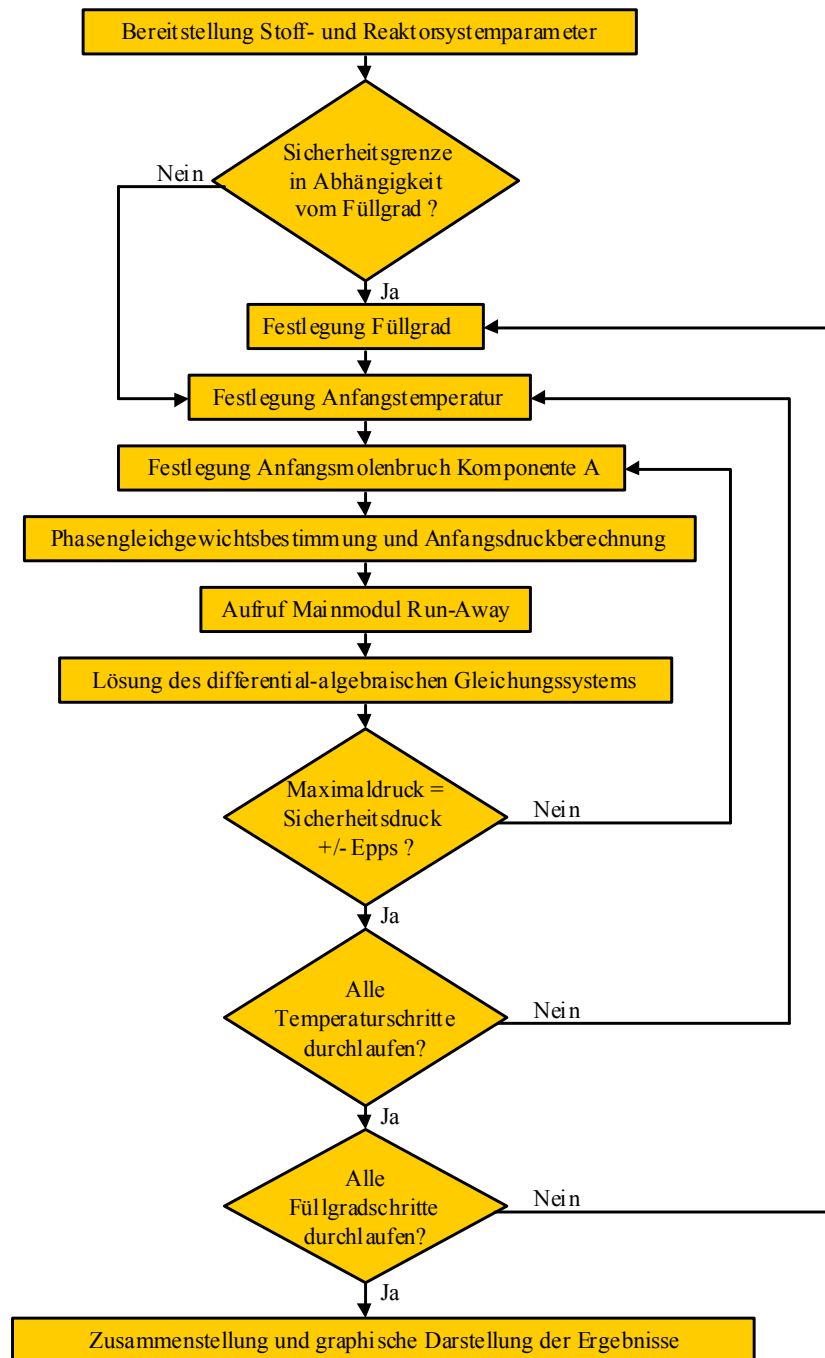 Bereitstellung Stoff- und Reaktorsystemparameter
Sicherheitsgrenze
in Abhängigkeit
vom Füllgrad ?
Nein
Ja
Festlegung Füllgrad
Festlegung Anfangstemperatur
Festlegung Anfangsmolenbruch Komponente A
Phasengleichgewichtsbestimmung und Anfangsdruckberechnung
Aufruf Mainmodul Run-Away
Lösung des differential-algebraischen Gleichungssystems
Maximaldruck =
Sicherheitsdruck
+/- Epps ?
Nein
Ja
Alle
Temperaturschritte
durchlaufen?
Nein
Ja
Alle
Füllgradschritte
durchlaufen?
Nein
Ja
Zusammenstellung und graphische Darstellung der Ergebnisse